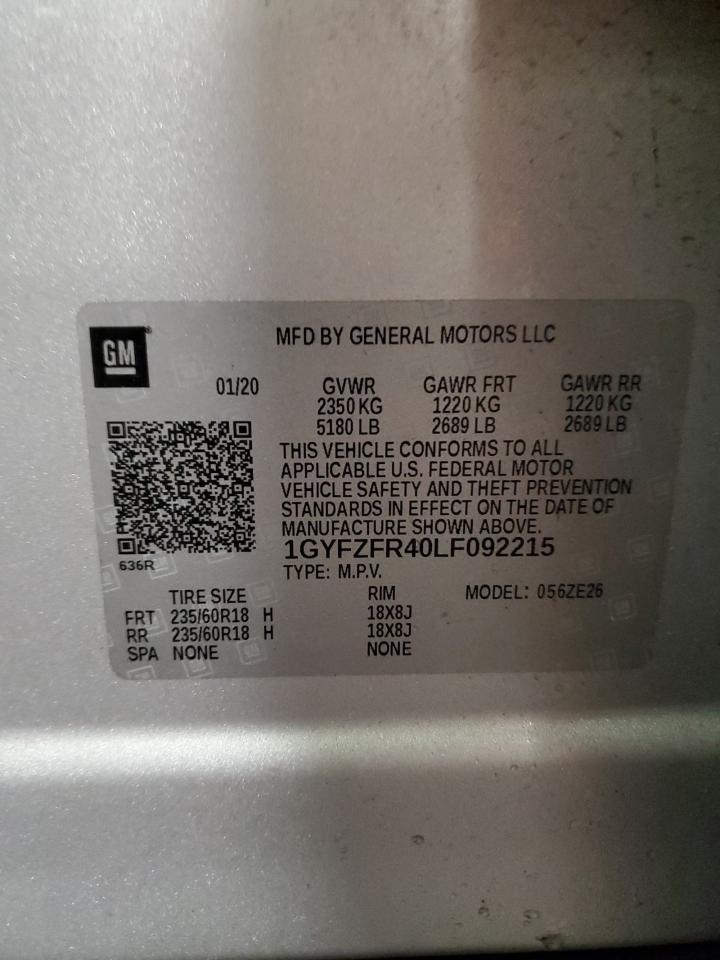 GM
MFD BY GENERAL MOTORS LLC
01/20 GVWR GAWR FRT GAWR RR
2350 KG 1220 KG 1220 KG
5180 LB 2689 LB 2689 LB
THIS VEHICLE CONFORMS TO ALL
APPLICABLE U.S. FEDERAL MOTOR
VEHICLE SAFETY AND THEFT PREVENTION
STANDARDS IN EFFECT ON THE DATE OF
MANUFACTURE SHOWN ABOVE.
1GYFZFR40LF092215
636R
TYPE: M.P.V.
TIRE SIZE RIM MODEL: 056ZE26
FRT 235/60R18 H 18X8J
RR 235/60R18 H 18X8J
SPA NONE NONE